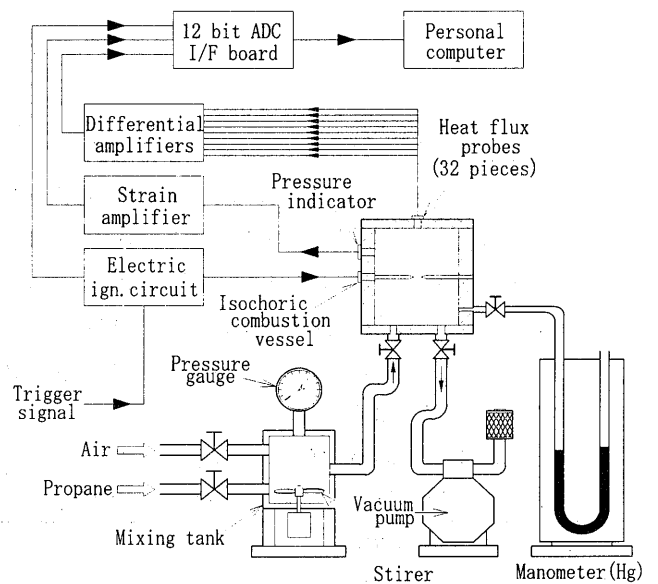 12 bit ADC
I/F board
Personal
computer
Differential
amplifiers
Heat flux
probes
(32 pieces)
Pressure
indicator
Strain
amplifier
Electric
ign. circuit
Isochoric
combustion
vessel
Pressure
gauge
Trigger
signal
Air
Propane
Mixing tank
Vacuum
pump
Stirer
Manometer(Hg)